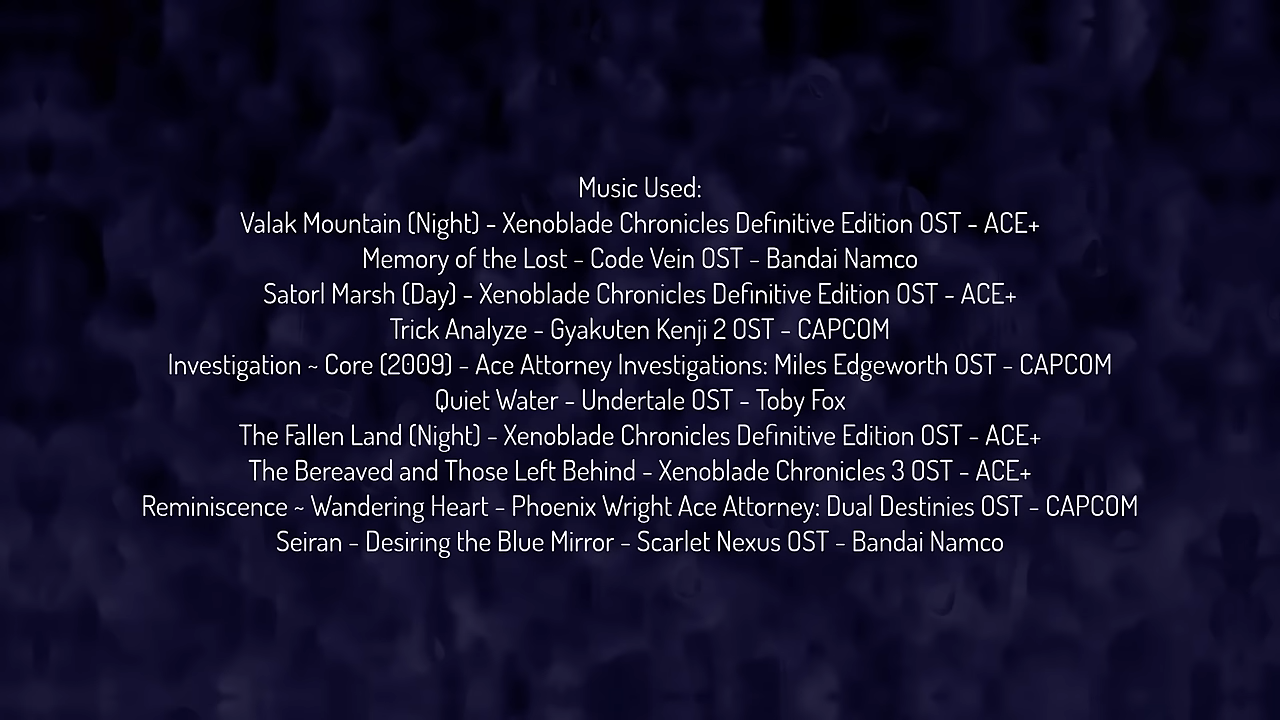 Music Used:
Valak Mountain (Night) - Xenoblade Chronicles Definitive Edition OST - ACE+
Memory of the Lost - Code Vein OST - Bandai Namco
Satorl Marsh (Day) - Xenoblade Chronicles Definitive Edition OST - ACE+
Trick Analyze - Gyakuten Kenji 2 OST - CAPCOM
Investigation ~ Core (2009) - Ace Attorney Investigations: Miles Edgeworth OST - CAPCOM
Quiet Water - Undertale OST - Toby Fox
The Fallen Land (Night) - Xenoblade Chronicles Definitive Edition OST - ACE+
The Bereaved and Those Left Behind - Xenoblade Chronicles 3 OST - ACE+
Reminiscence ~ Wandering Heart - Phoenix Wright Ace Attorney: Dual Destinies OST - CAPCOM
Seiran - Desiring the Blue Mirror - Scarlet Nexus OST - Bandai Namco